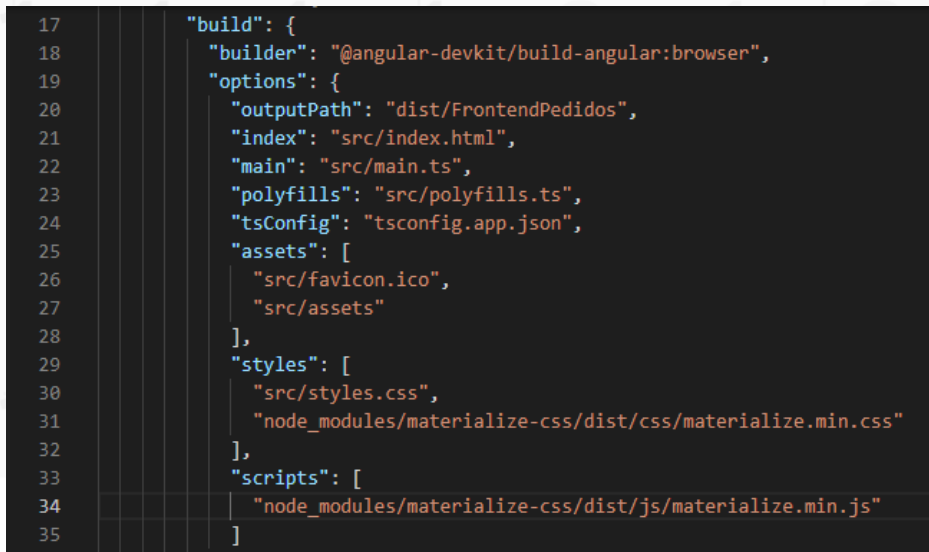 17 "build": {
18 "builder": "@angular-devkit/build-angular:browser",
19 "options": {
20 "outputPath": "dist/FrontendPedidos",
21 "index": "src/index.html",
22 "main": "src/main.ts",
23 "polyfills": "src/polyfills.ts",
24 "tsConfig": "tsconfig.app.json",
25 "assets": [
26 "src/favicon.ico",
27 "src/assets"
28 ],
29 "styles": [
30 "src/styles.css",
31 "node_modules/materialize-css/dist/css/materialize.min.css"
32 ],
33 "scripts": [
34 "node_modules/materialize-css/dist/js/materialize.min.js"
35 ]